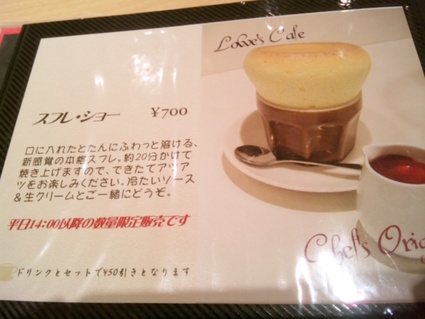 Lowe's Cafe
スフレ・ショー ¥700
口に入れたとたんにふわっと溶ける、
新感覚の本格スフレ。約20分かけて
焼き上げますので、できたてアツア
ツをお楽しみください。冷たいソース
&生クリームとご一緒にどうぞ。
平日14:00以降の数量限定販売です
ドリンクとセットで¥50引きとなります
Chef's Orig